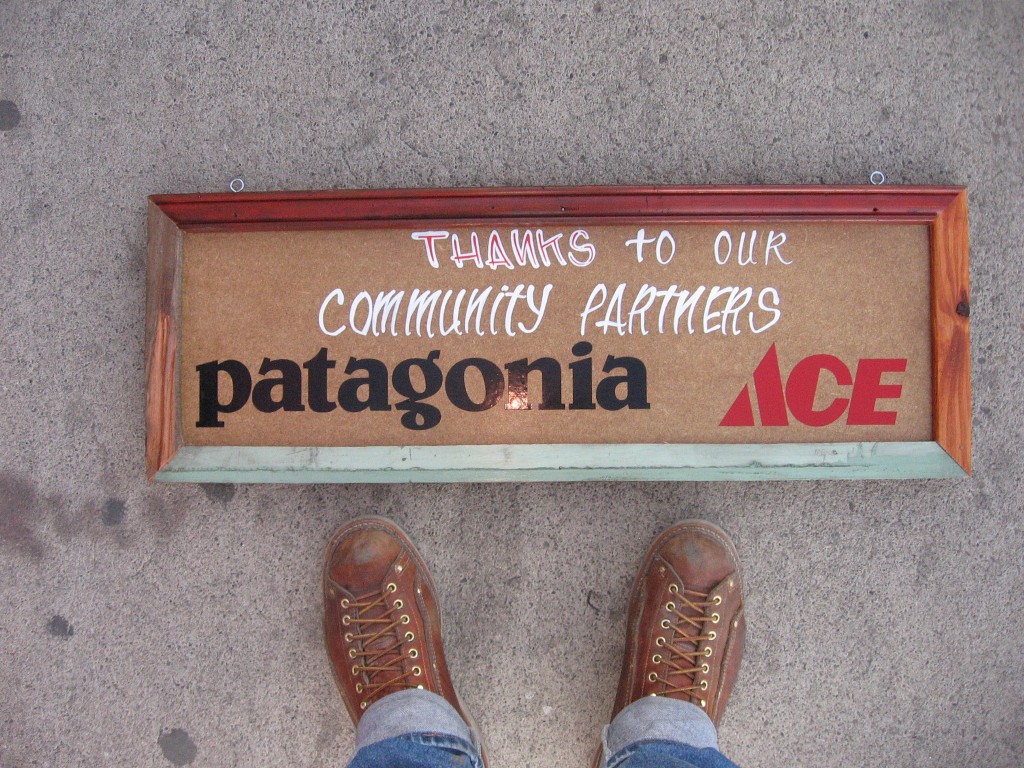 THANKS to OUR
COMMUNITY PARTNERS
patagonia ACE